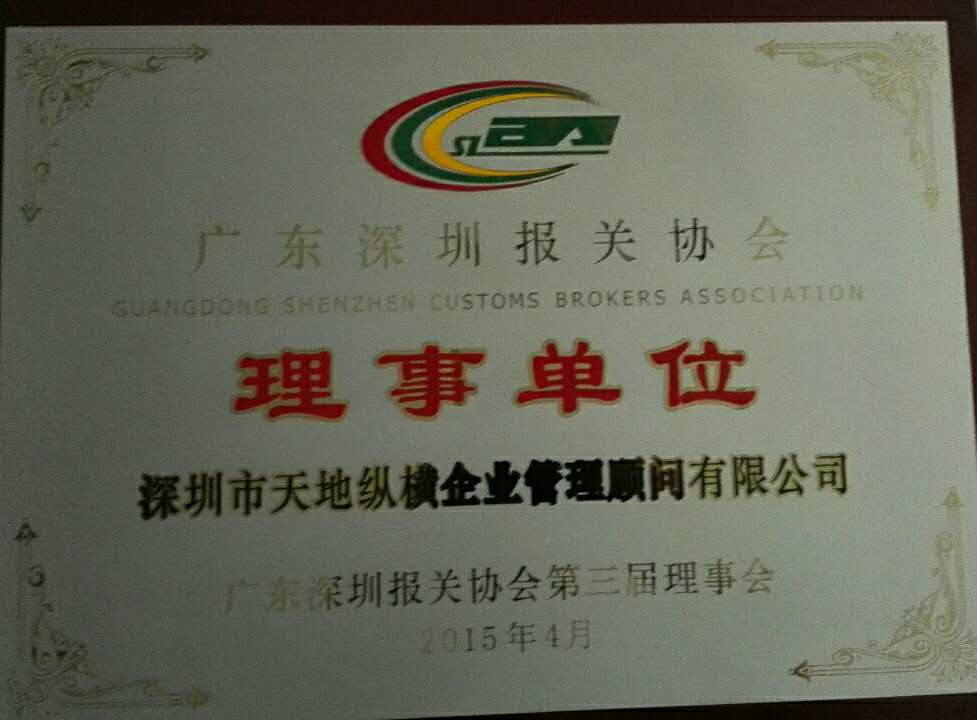 SZCBA
广东深圳报关协会
GUANGDONG SHENZHEN CUSTOMS BROKERS ASSOCIATION
理事单位
深圳市天地纵横企业管理顾问有限公司
广东深圳报关协会第三届理事会
2015年4月